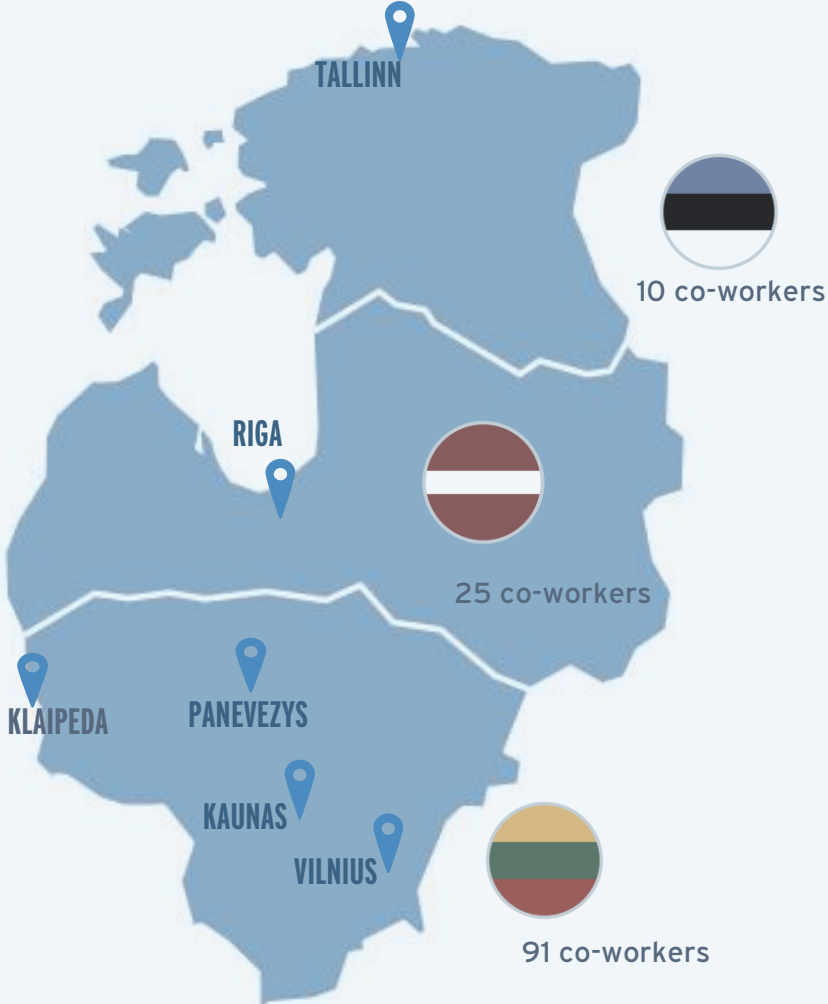 TALLINN
10 co-workers
RIGA
25 co-workers
KLAIPEDA
PANEVEZYS
KAUNAS
VILNIUS
91 co-workers